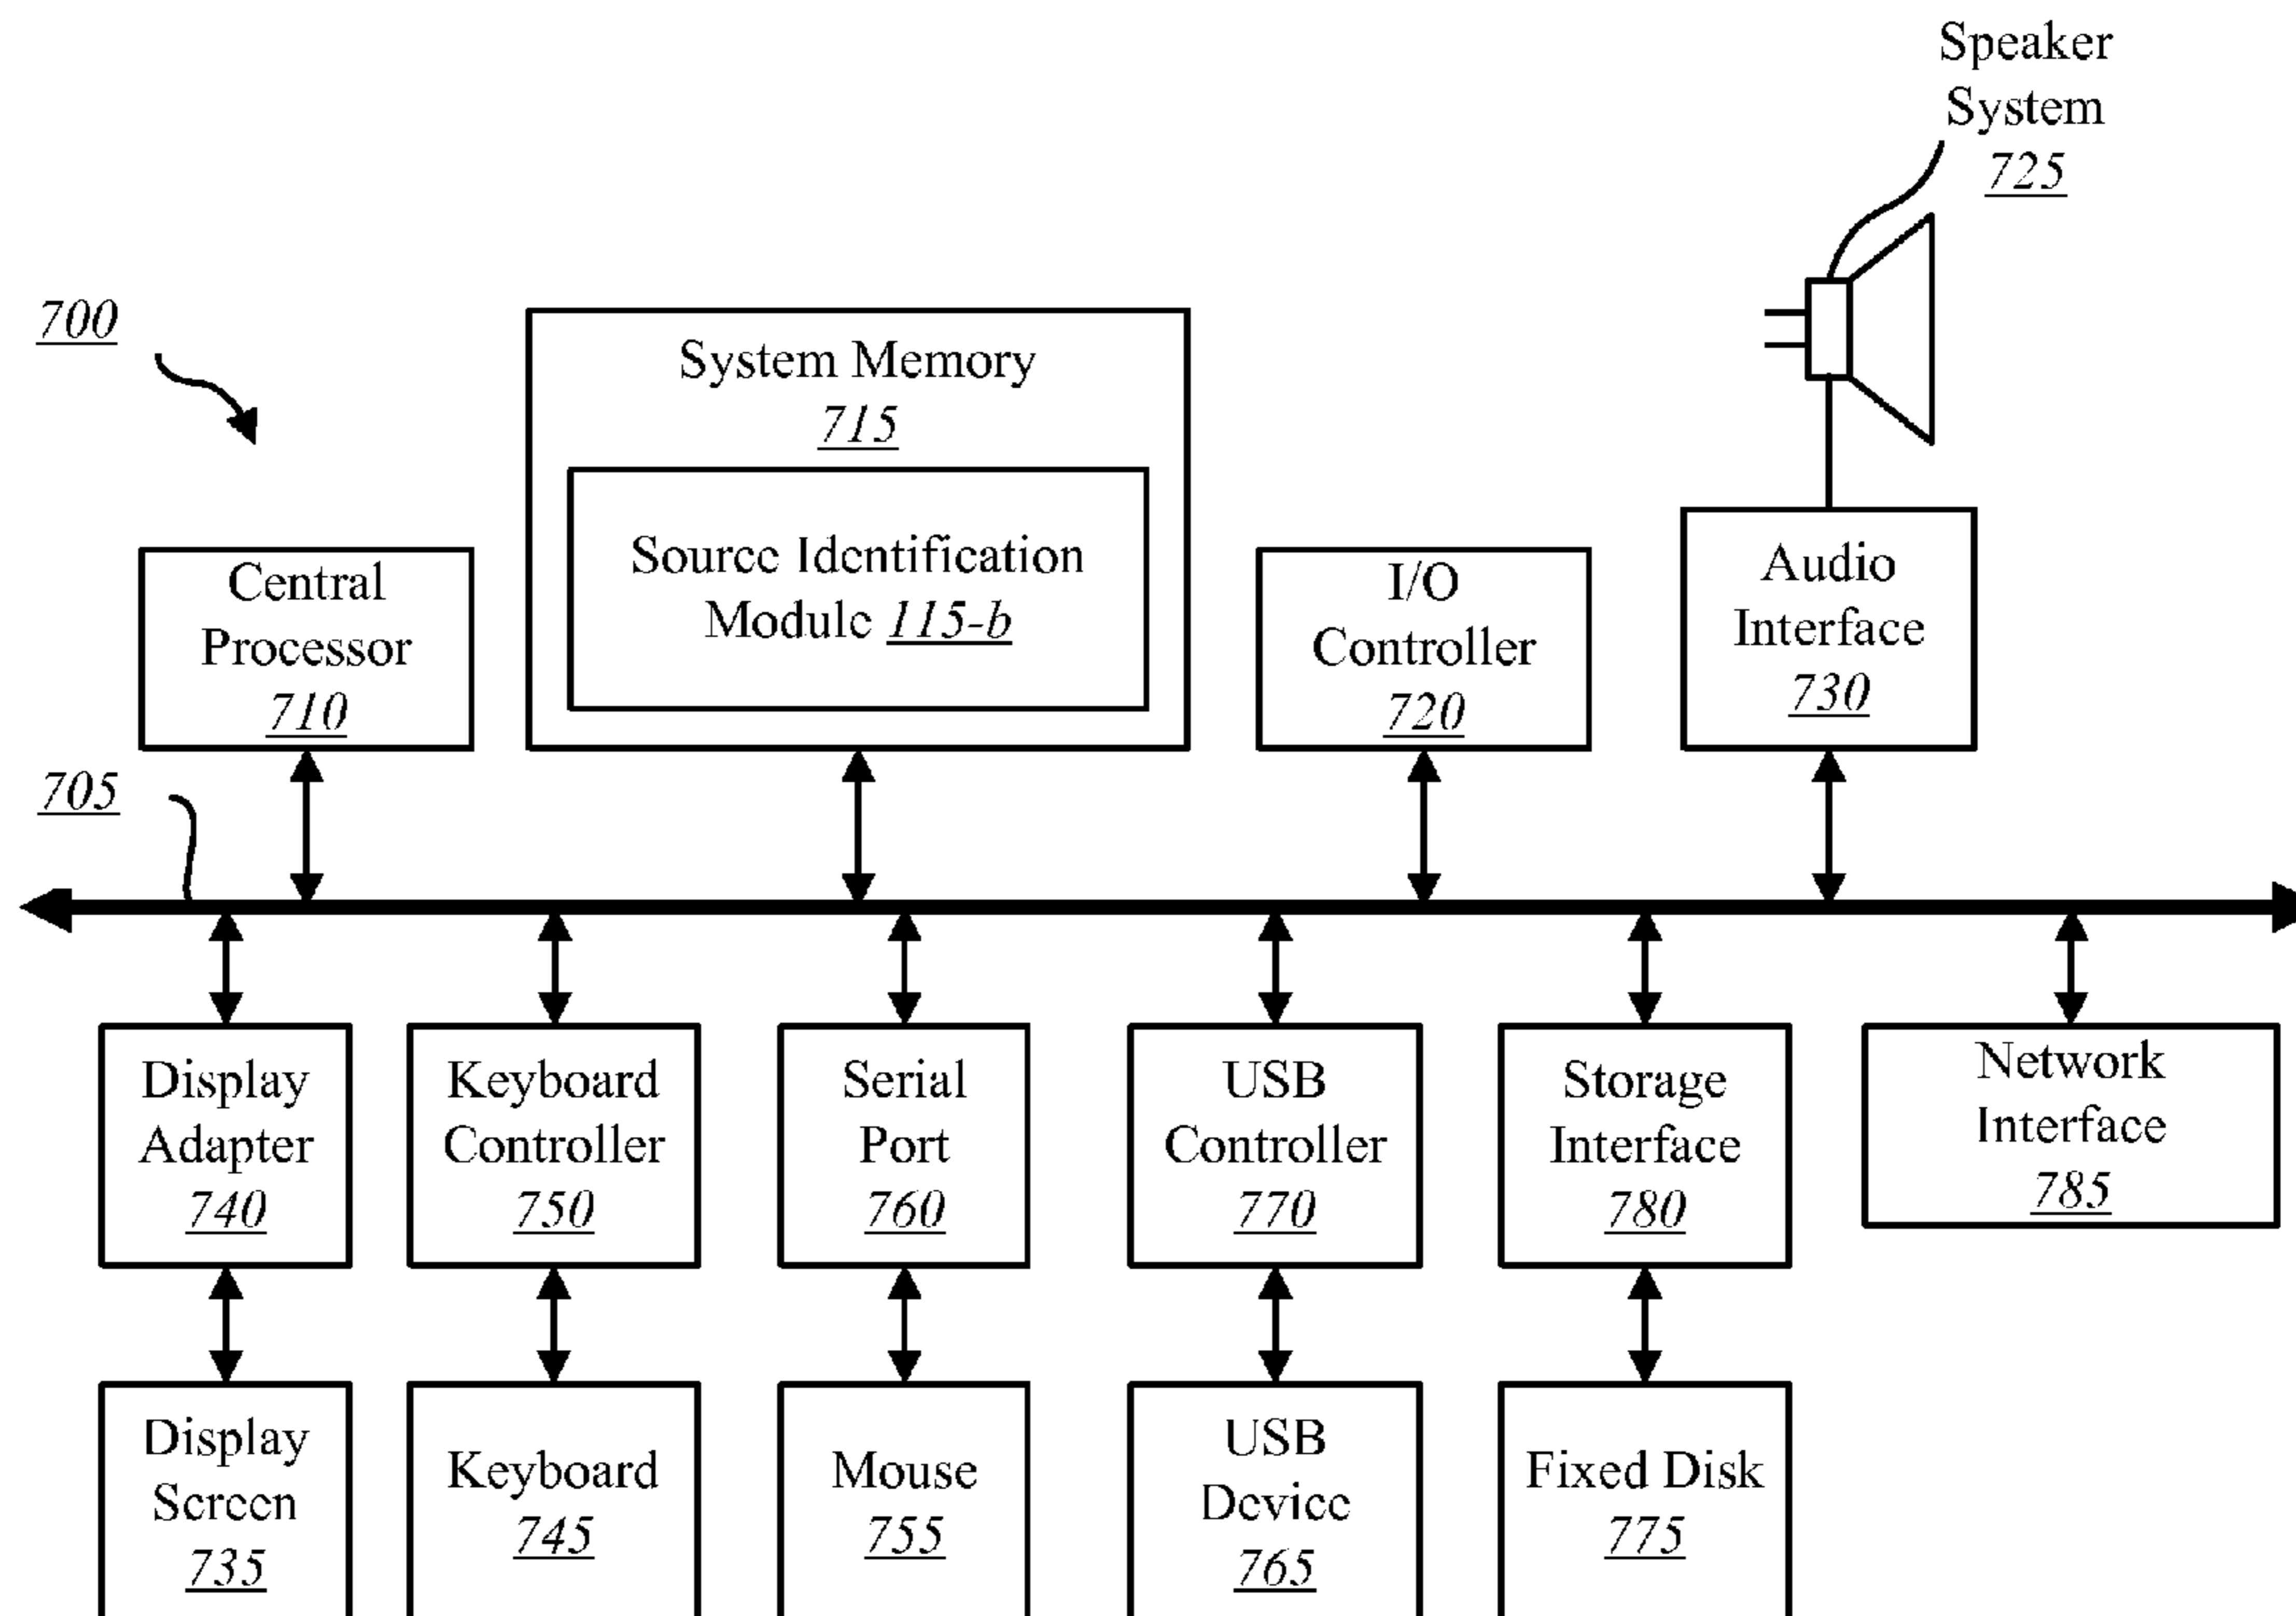 Speaker
System
725
700
System Memory
715
Source Identification
Module 115-b
Central
Processor
710
I/O
Controller
720
Audio
Interface
730
705
Display
Adapter
740
Keyboard
Controller
750
Serial
Port
760
USB
Controller
770
Storage
Interface
780
Network
Interface
785
Display
Screen
735
Keyboard
745
Mouse
755
USB
Device
765
Fixed Disk
775